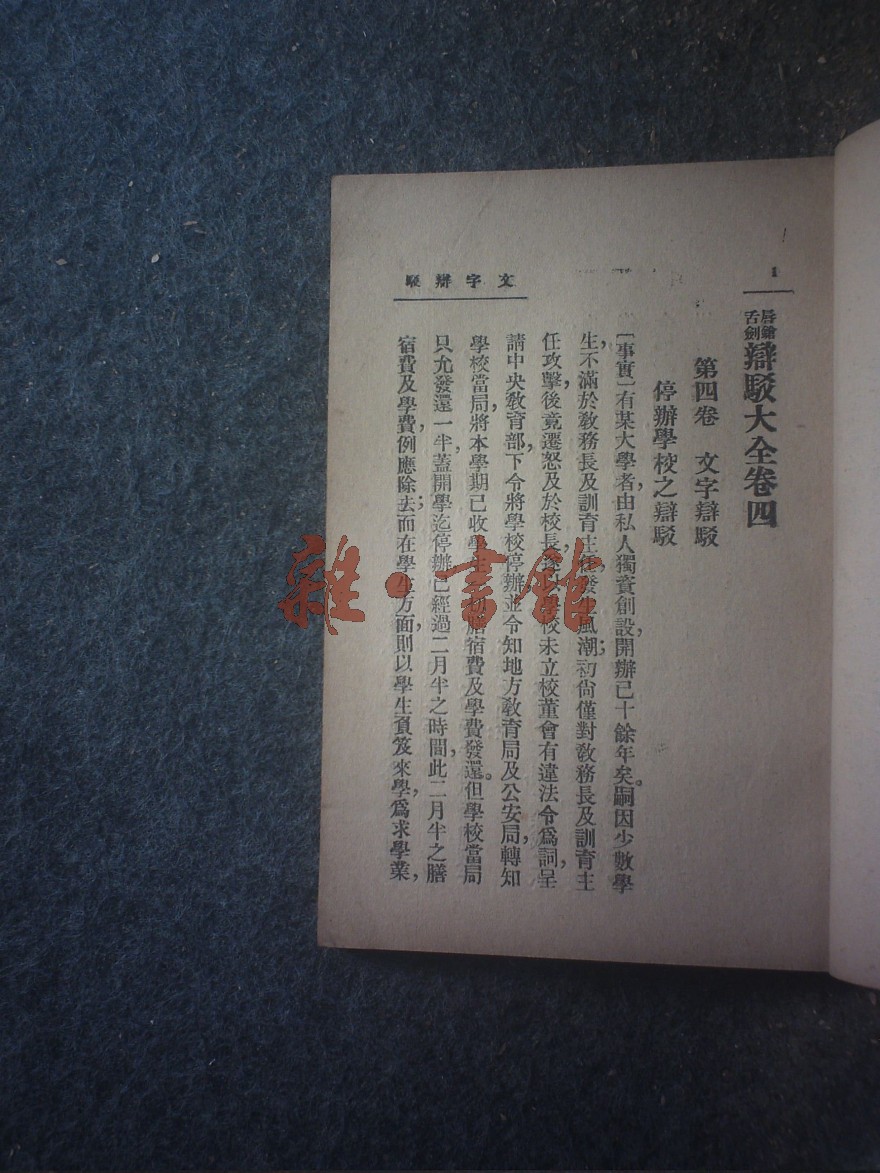 1
文字辯駁
唇鎗舌劍辯駁大全卷四
第四卷 文字辯駁
停辦學校之辯駁
〔事實〕有某大學者,由私人獨資創設,開辦已十餘年矣。嗣因少數學
生,不滿於教務長及訓育主任,發生風潮;初尚僅對教務長及訓育主
任攻擊,後竟遷怒及於校長,校未立校董會有違法令爲詞,呈
請中央教育部,下令將學校停辦,並令知地方教育局及公安局,轉知
學校當局,將本學期已收學膳宿費及學費發還。但學校當局
只允發還一半,蓋開學迄停辦,已經過二月半之時間,此二月半之膳
宿費及學費,例應除去;而在學生方面,則以學生負笈來學,爲求學業,
雜·書館